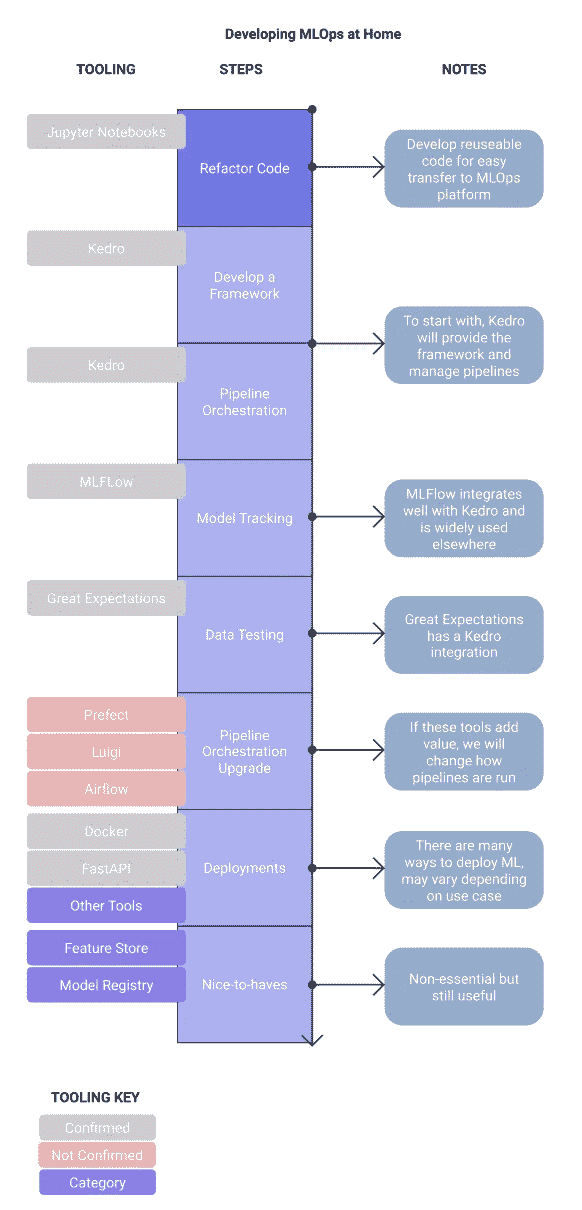 Developing MLOps at Home
TOOLING
STEPS
NOTES
Jupyter Notebooks
Refactor Code
Develop reuseable
code for easy
transfer to MLOps
platform
Kedro
Develop a
Framework
To start with, Kedro
will provide the
framework and
manage pipelines
Kedro
Pipeline
Orchestration
MLFLow
Model Tracking
MLFlow integrates
well with Kedro and
is widely used
elsewhere
Great Expectations
Data Testing
Great Expectations
has a Kedro
integration
Prefect
Luigi
Airflow
Pipeline
Orchestration
Upgrade
If these tools add
value, we will
change how
pipelines are run
Docker
FastAPI
Other Tools
Deployments
There are many
ways to deploy ML,
may vary depending
on use case
Feature Store
Model Registry
Nice-to-haves
Non-essential but
still useful
TOOLING KEY
Confirmed
Not Confirmed
Category